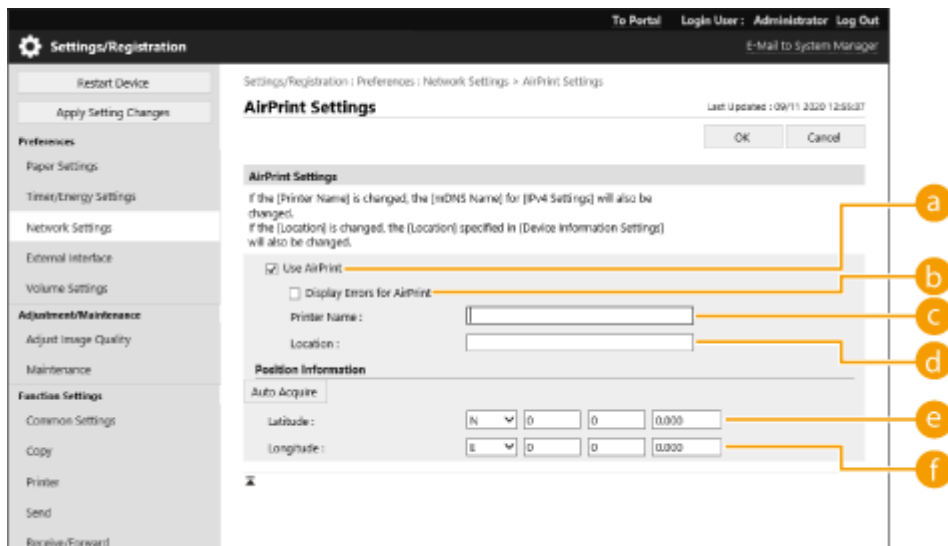 To Portal Login User : Administrator Log Out
Settings/Registration
E-Mail to System Manager
Restart Device
Apply Setting Changes
Preferences
Paper Settings
Timer/Energy Settings
Network Settings
External Interface
Volume Settings
Adjustment/Maintenance
Adjust Image Quality
Maintenance
Function Settings
Common Settings
Copy
Printer
Send
Receive/Forward
Settings/Registration : Preferences : Network Settings > AirPrint Settings
AirPrint Settings
Last Updated : 09/11 2020 12:55:37
OK Cancel
AirPrint Settings
If the [Printer Name] is changed, the [mDNS Name] for [IPv4 Settings] will also be
changed.
If the [Location] is changed, the [Location] specified in [Device Information Settings]
will also be changed.
Use AirPrint
Display Errors for AirPrint
Printer Name :
Location :
Position Information
Auto Acquire
Latitude : N 0 0 0.000
Longitude : E 0 0 0.000
a
b
c
d
e
f